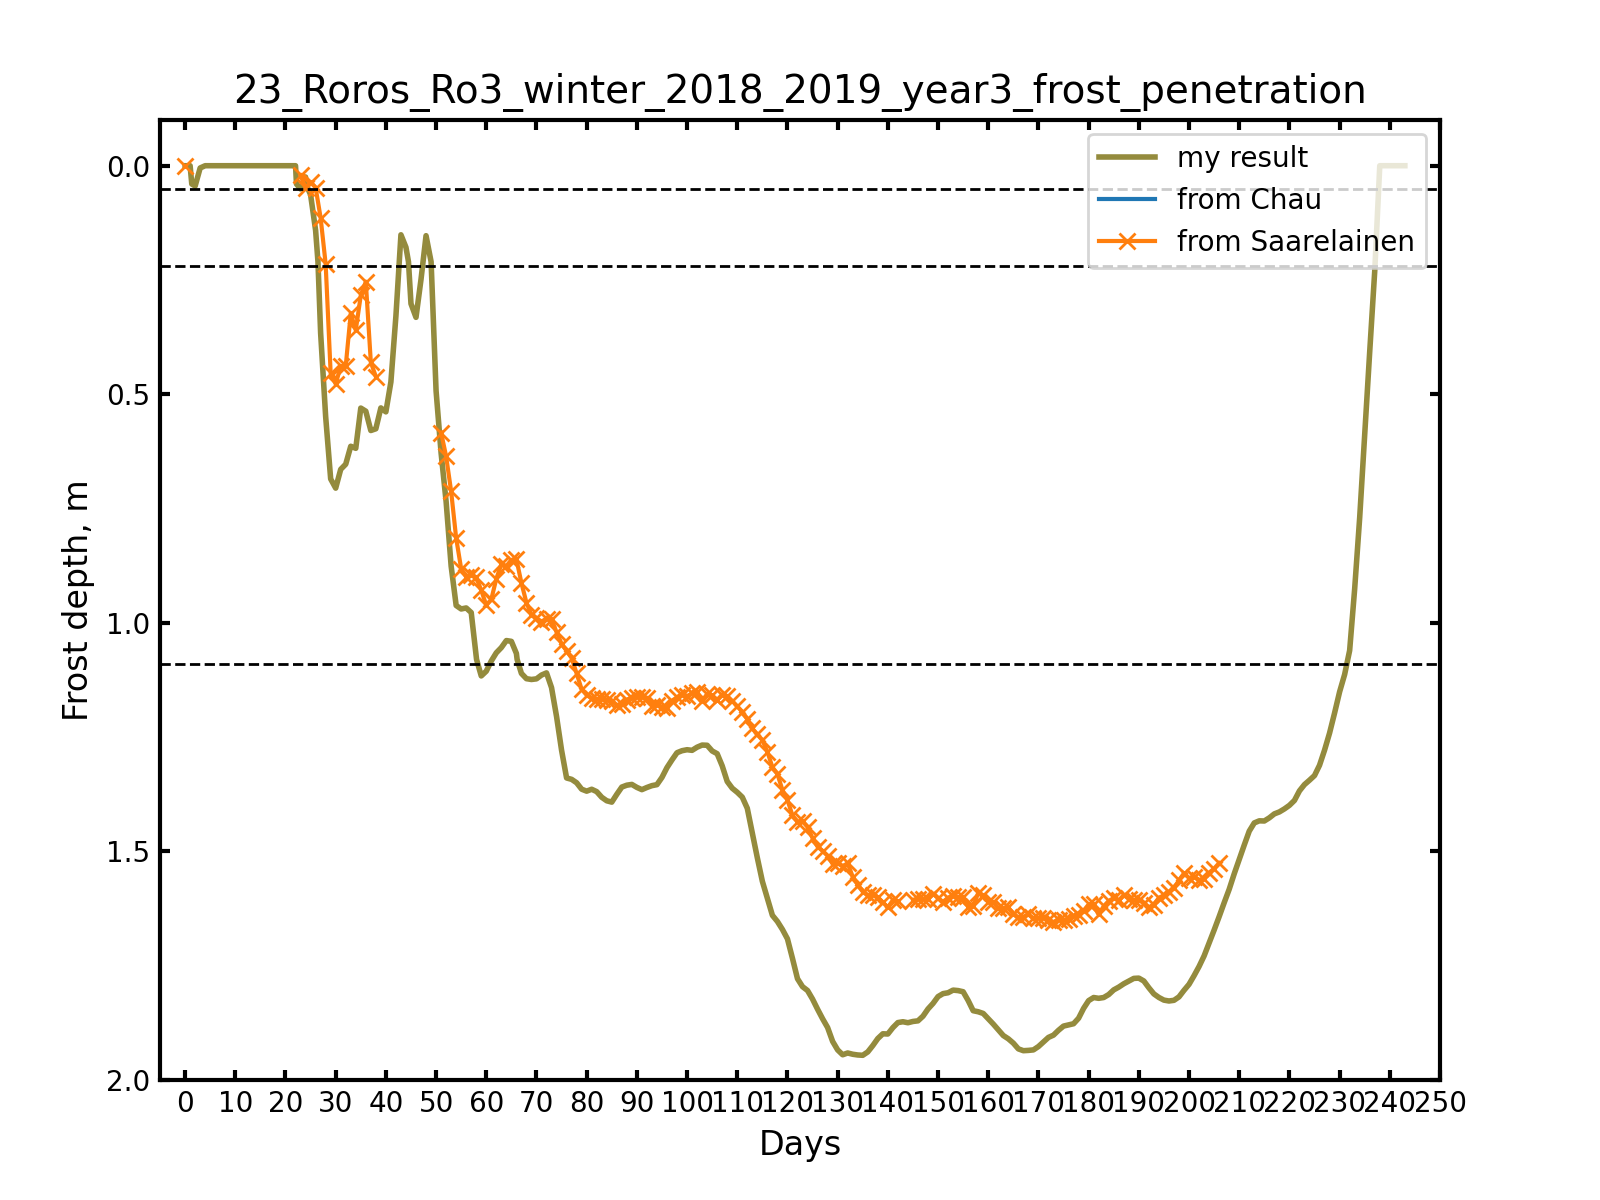 23_Roros_Ro3_winter_2018_2019_year3_frost_penetration
my result
from Chau
from Saarelainen
0.0
0.5
1.0
1.5
2.0
Frost depth, m
0 10 20 30 40 50 60 70 80 90 100 110 120 130 140 150 160 170 180 190 200 210 220 230 240 250
Days